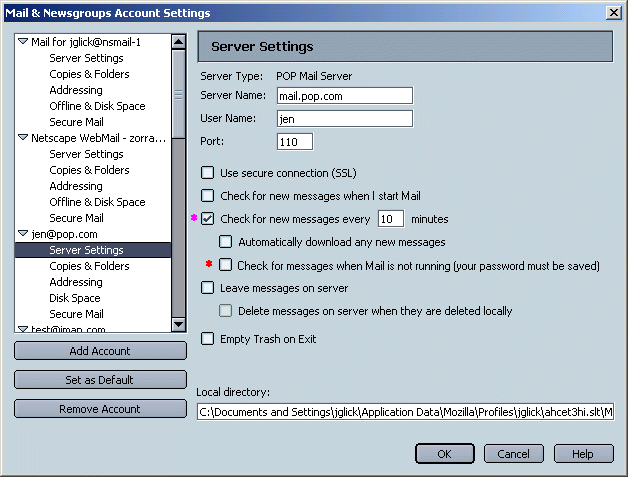 Mail & Newsgroups Account Settings
Mail for jglick@nsmail-1
Server Settings
Copies & Folders
Addressing
Offline & Disk Space
Secure Mail
Netscape WebMail - zorra...
Server Settings
Copies & Folders
Addressing
Offline & Disk Space
Secure Mail
jen@pop.com
Server Settings
Copies & Folders
Addressing
Disk Space
Secure Mail
test@imap.com
Add Account
Set as Default
Remove Account
Server Settings
Server Type: POP Mail Server
Server Name: mail.pop.com
User Name: jen
Port: 110
Use secure connection (SSL)
Check for new messages when I start Mail
* Check for new messages every 10 minutes
Automatically download any new messages
* Check for messages when Mail is not running (your password must be saved)
Leave messages on server
Delete messages on server when they are deleted locally
Empty Trash on Exit
Local directory:
C:\Documents and Settings\jglick\Application Data\Mozilla\Profiles\jglick\ahcet3hi.slt\M
OK Cancel Help